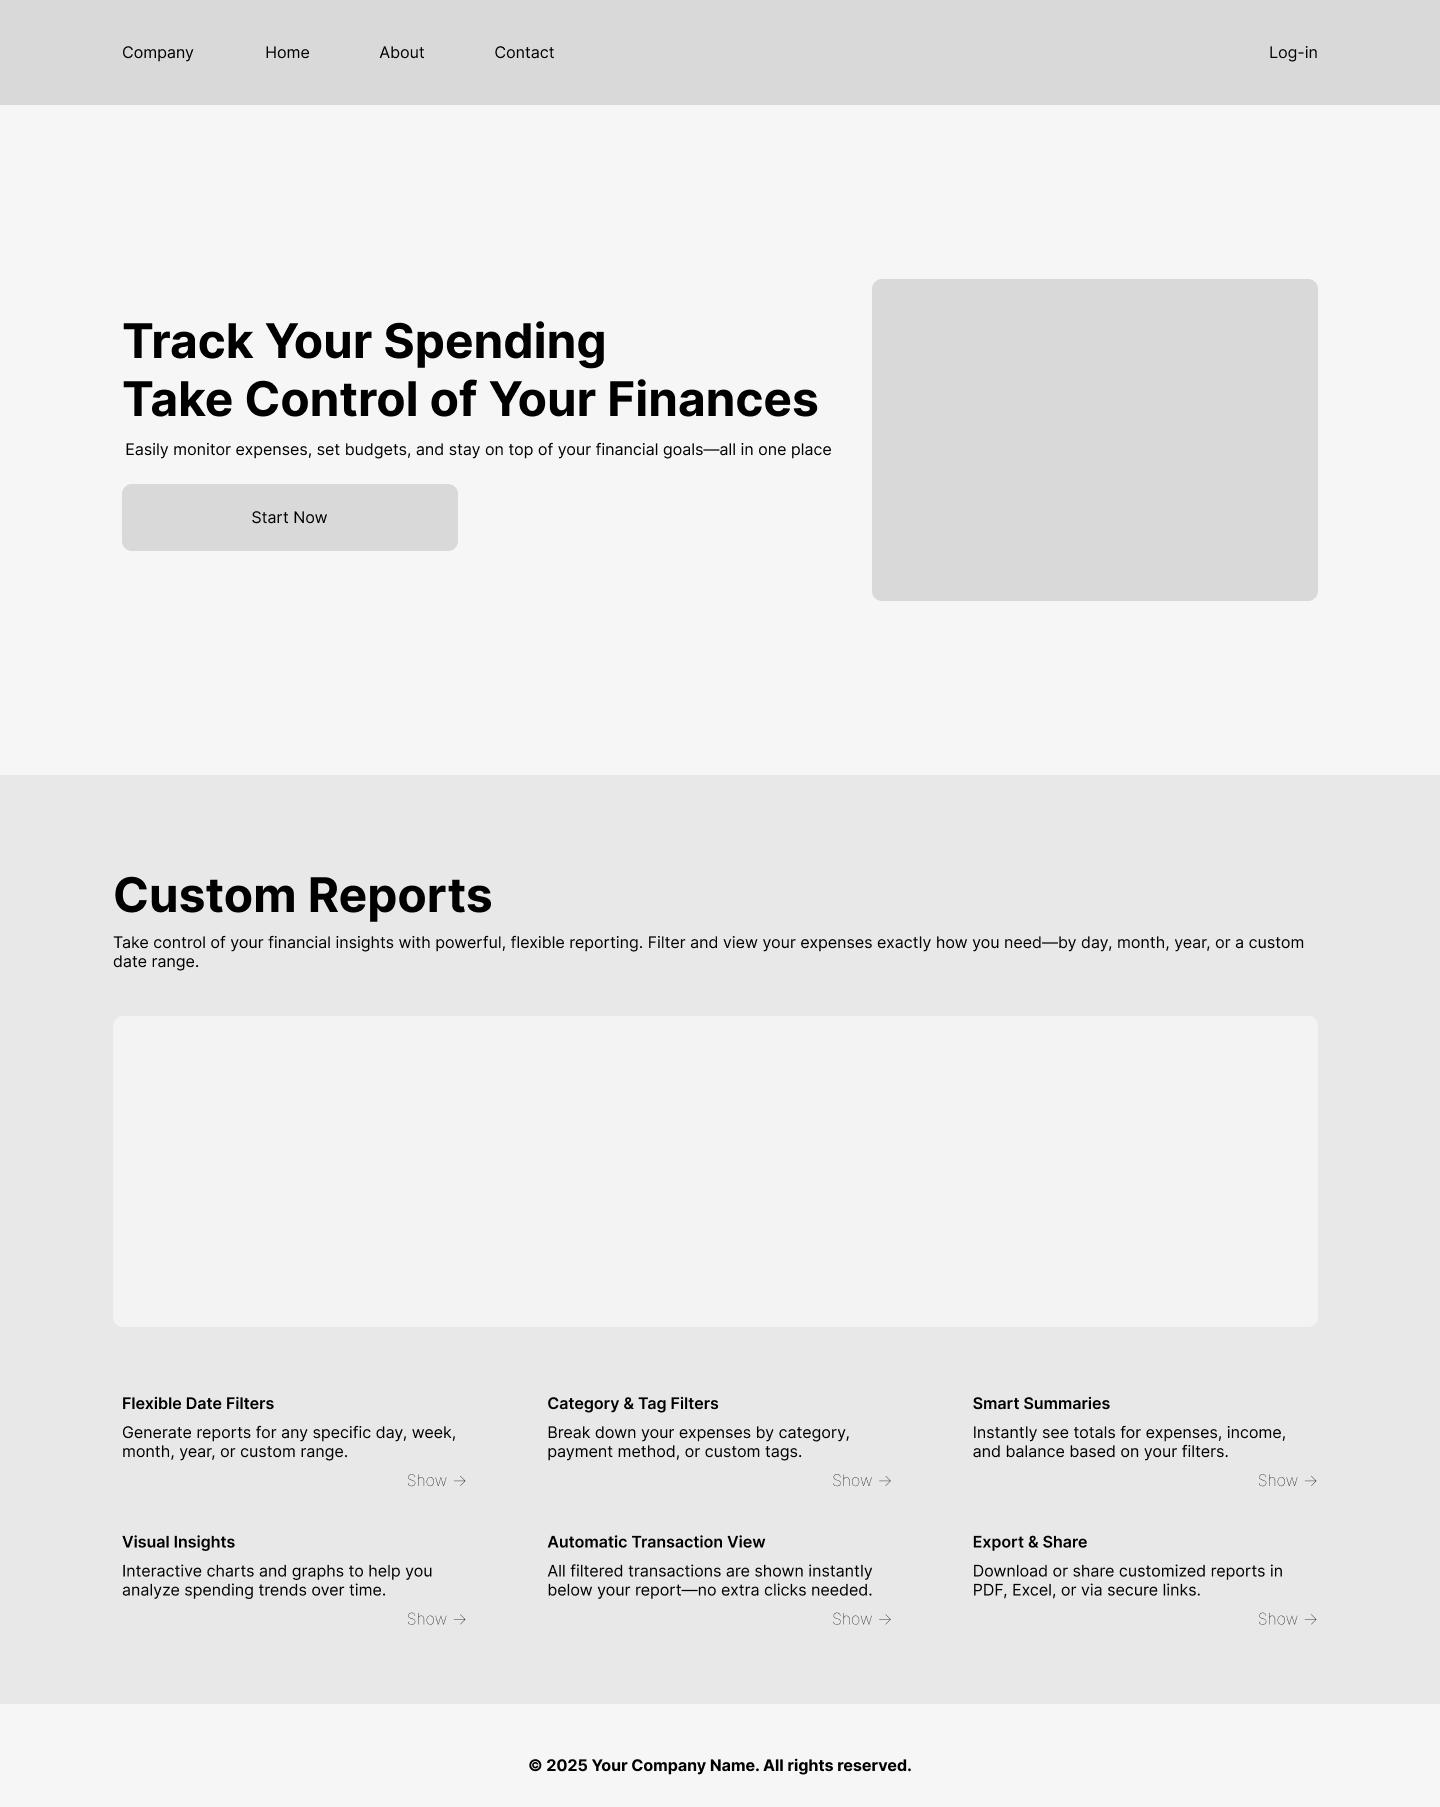 Company Home About Contact Log-in
Track Your Spending
Take Control of Your Finances
Easily monitor expenses, set budgets, and stay on top of your financial goals—all in one place
Start Now
Custom Reports
Take control of your financial insights with powerful, flexible reporting. Filter and view your expenses exactly how you need—by day, month, year, or a custom
date range.
Flexible Date Filters
Generate reports for any specific day, week,
month, year, or custom range.
Show →
Category & Tag Filters
Break down your expenses by category,
payment method, or custom tags.
Show →
Smart Summaries
Instantly see totals for expenses, income,
and balance based on your filters.
Show →
Visual Insights
Interactive charts and graphs to help you
analyze spending trends over time.
Show →
Automatic Transaction View
All filtered transactions are shown instantly
below your report—no extra clicks needed.
Show →
Export & Share
Download or share customized reports in
PDF, Excel, or via secure links.
Show →
© 2025 Your Company Name. All rights reserved.